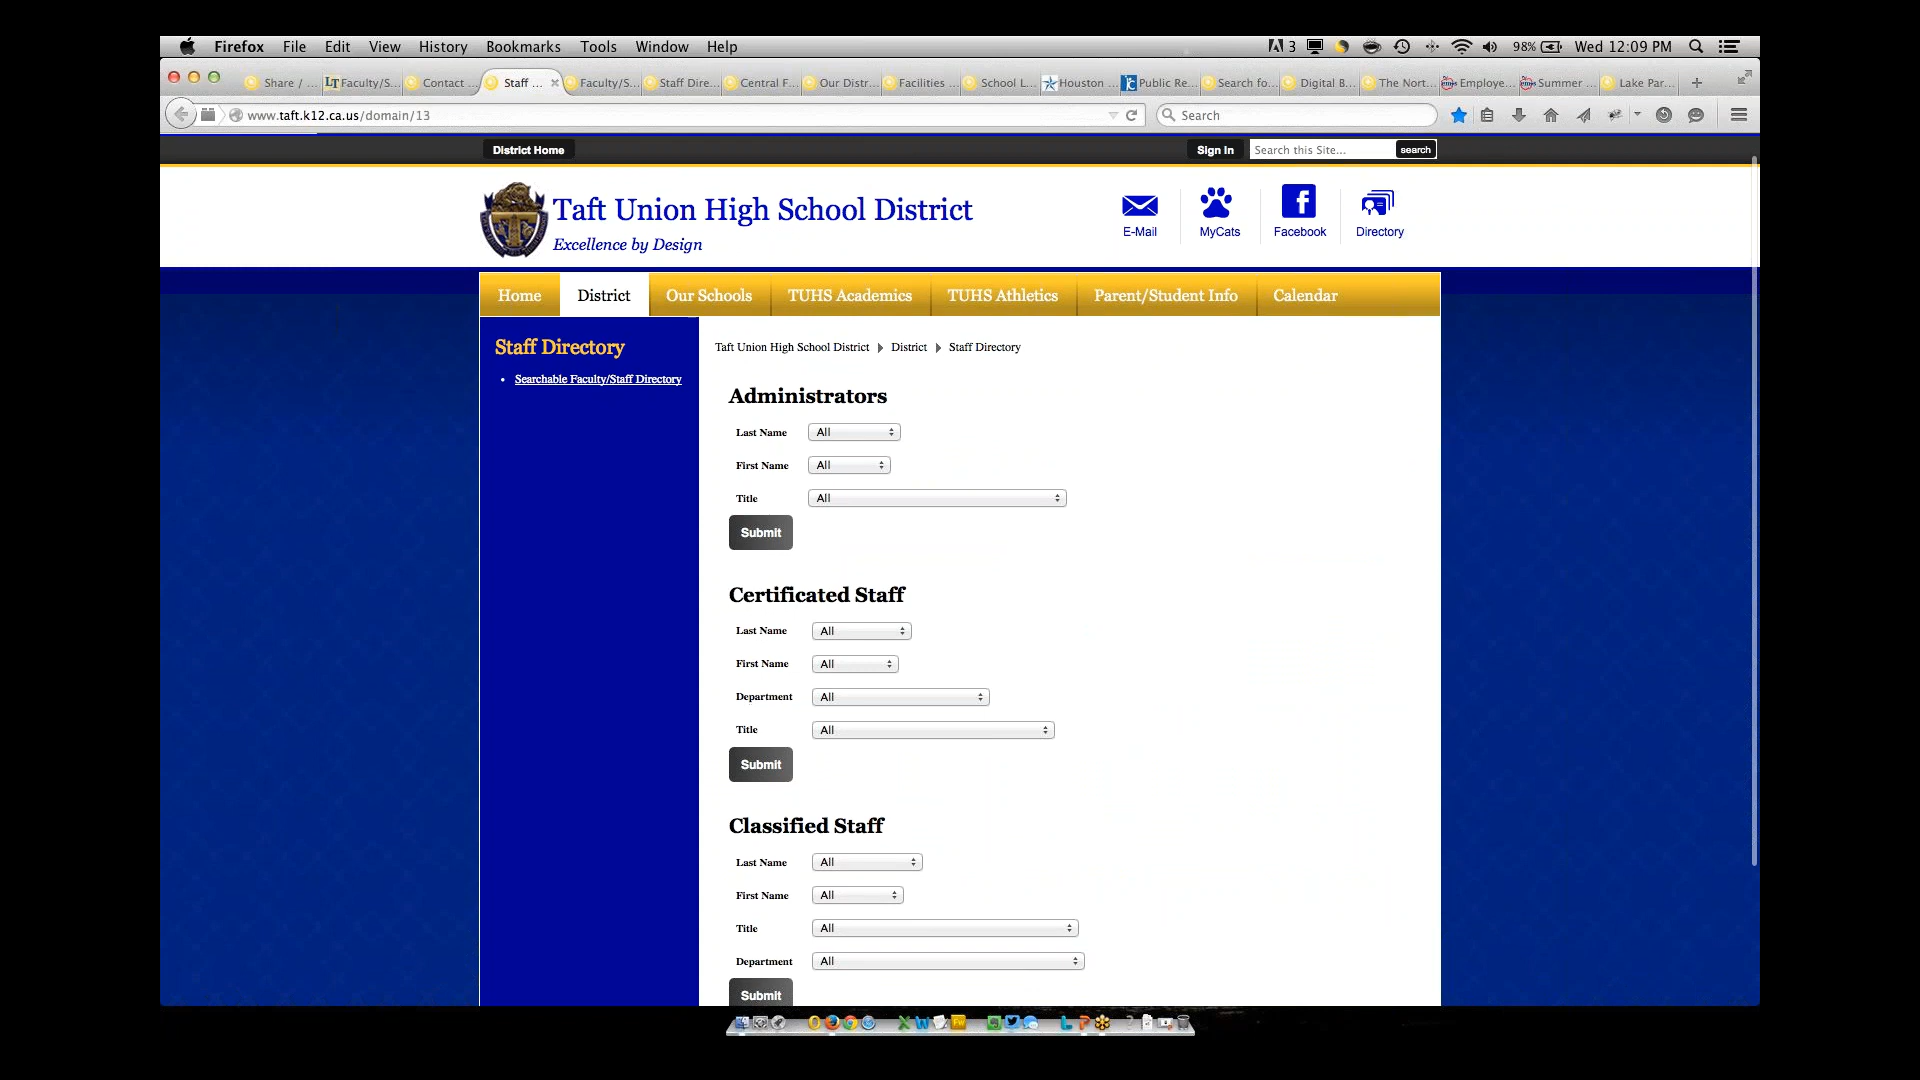 Firefox File Edit View History Bookmarks Tools Window Help 3 98% Wed 12:09 PM
Share / ... LT Faculty/S... Contact ... Staff ... Faculty/S... Staff Dire... Central F... Our Distr... Facilities ... School L... Houston ... Public Re... Search fo... Digital B... The Nort... Employe... Summer ... Lake Par...
www.taft.k12.ca.us/domain/13 Search
District Home Sign In Search this Site... search
Taft Union High School District
Excellence by Design
E-Mail MyCats Facebook Directory
Home District Our Schools TUHS Academics TUHS Athletics Parent/Student Info Calendar
Staff Directory
Searchable Faculty/Staff Directory
Taft Union High School District District Staff Directory
Administrators
Last Name All
First Name All
Title All
Submit
Certificated Staff
Last Name All
First Name All
Department All
Title All
Submit
Classified Staff
Last Name All
First Name All
Title All
Department All
Submit